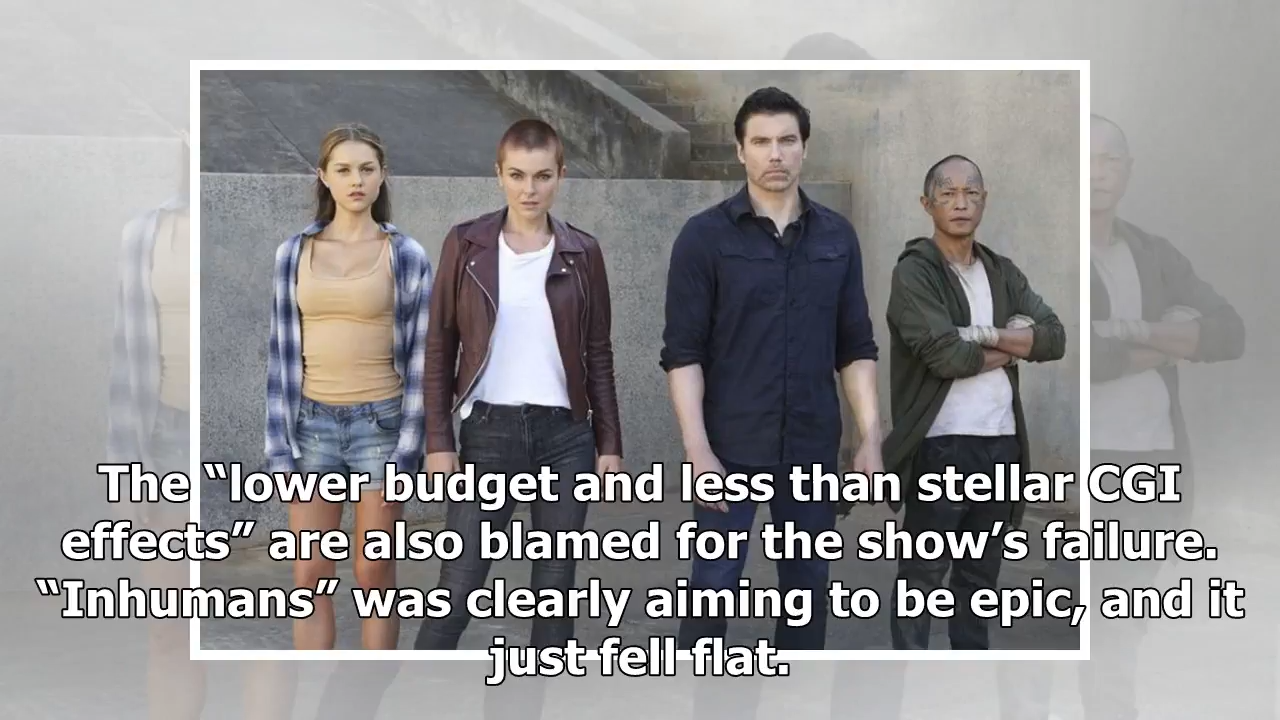 The “lower budget and less than stellar CGI
effects” are also blamed for the show’s failure.
“Inhumans” was clearly aiming to be epic, and it
just fell flat.